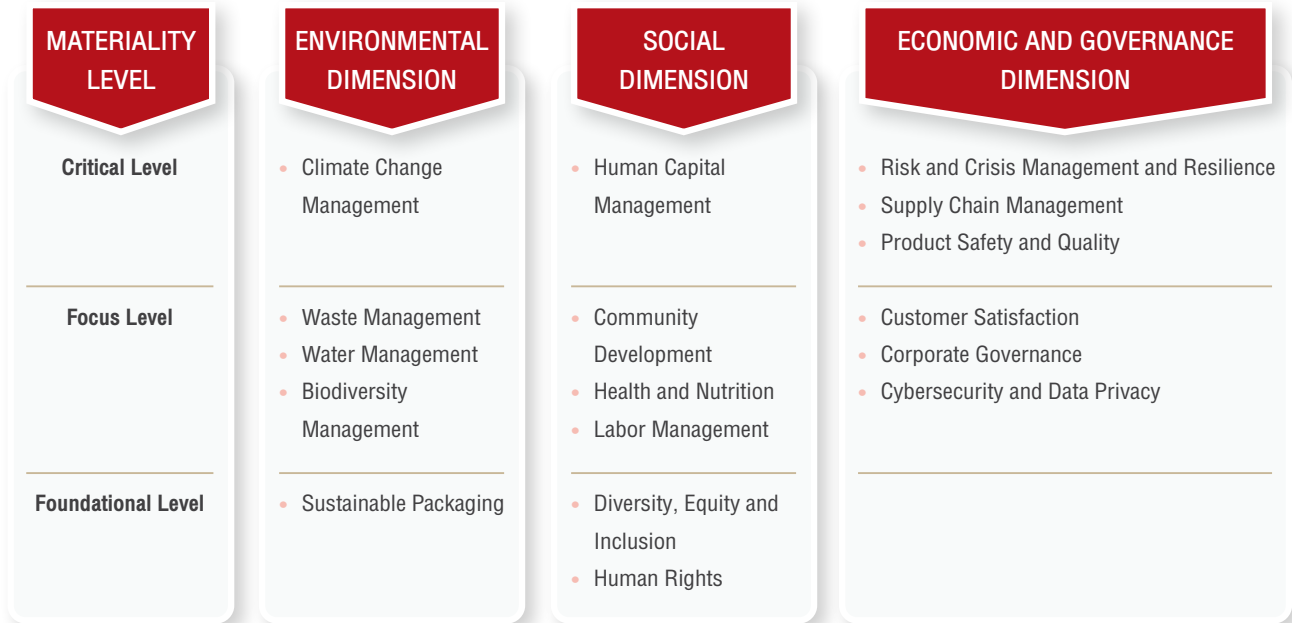 MATERIALITY
LEVEL
ENVIRONMENTAL
DIMENSION
SOCIAL
DIMENSION
ECONOMIC AND GOVERNANCE
DIMENSION
Critical Level
• Climate Change
Management
• Human Capital
Management
• Risk and Crisis Management and Resilience
• Supply Chain Management
• Product Safety and Quality
Focus Level
• Waste Management
• Water Management
• Biodiversity
Management
• Community
Development
• Health and Nutrition
• Labor Management
• Customer Satisfaction
• Corporate Governance
• Cybersecurity and Data Privacy
Foundational Level
• Sustainable Packaging
• Diversity, Equity and
Inclusion
• Human Rights